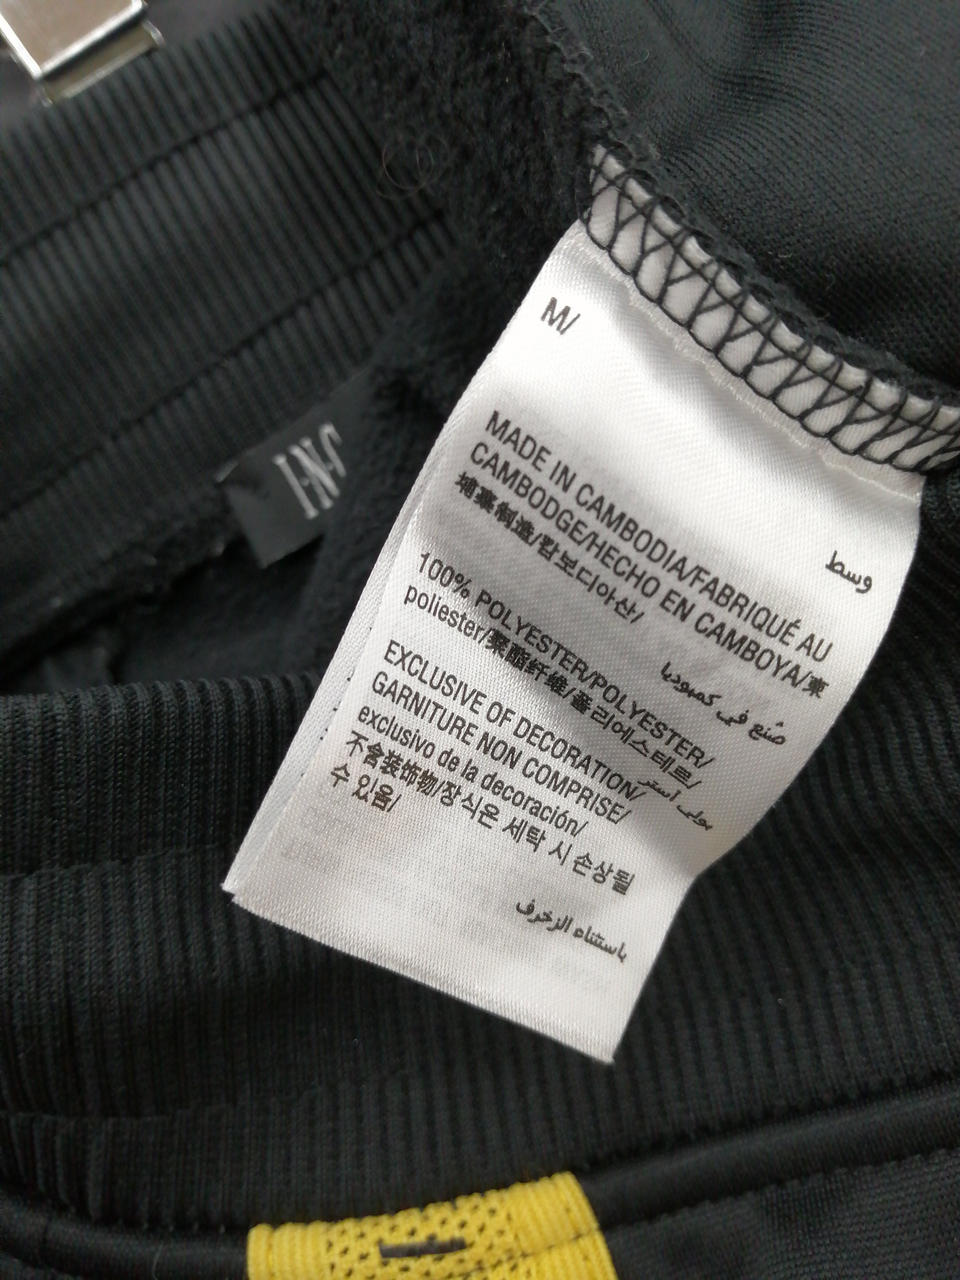 M/
وسط
MADE IN CAMBODIA/FABRIQUÉ AU
CAMBODGE/HECHO EN CAMBOYA/柬
埔寨制造/캄보디아산/
صُنع في كمبوديا
100% POLYESTER/POLYESTER/
poliester/聚酯纤维/폴리에스테르/
بولي أستر
EXCLUSIVE OF DECORATION/
GARNITURE NON COMPRISE/
exclusivo de la decoración/
不含装饰物/장식은 세탁 시 손상될
수 있음/
باستثناء الزخرف
I·N·C